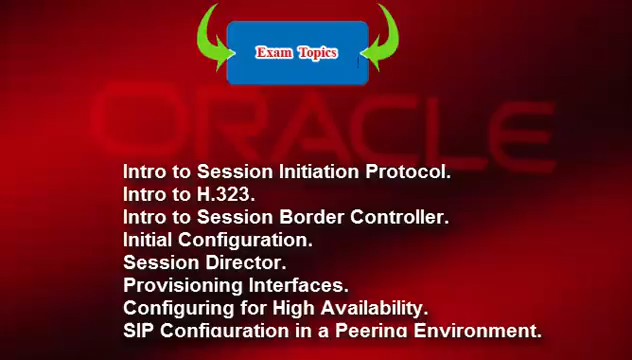 Exam Topics
ORACLE
Intro to Session Initiation Protocol.
Intro to H.323.
Intro to Session Border Controller.
Initial Configuration.
Session Director.
Provisioning Interfaces.
Configuring for High Availability.
SIP Configuration in a Peering Environment.